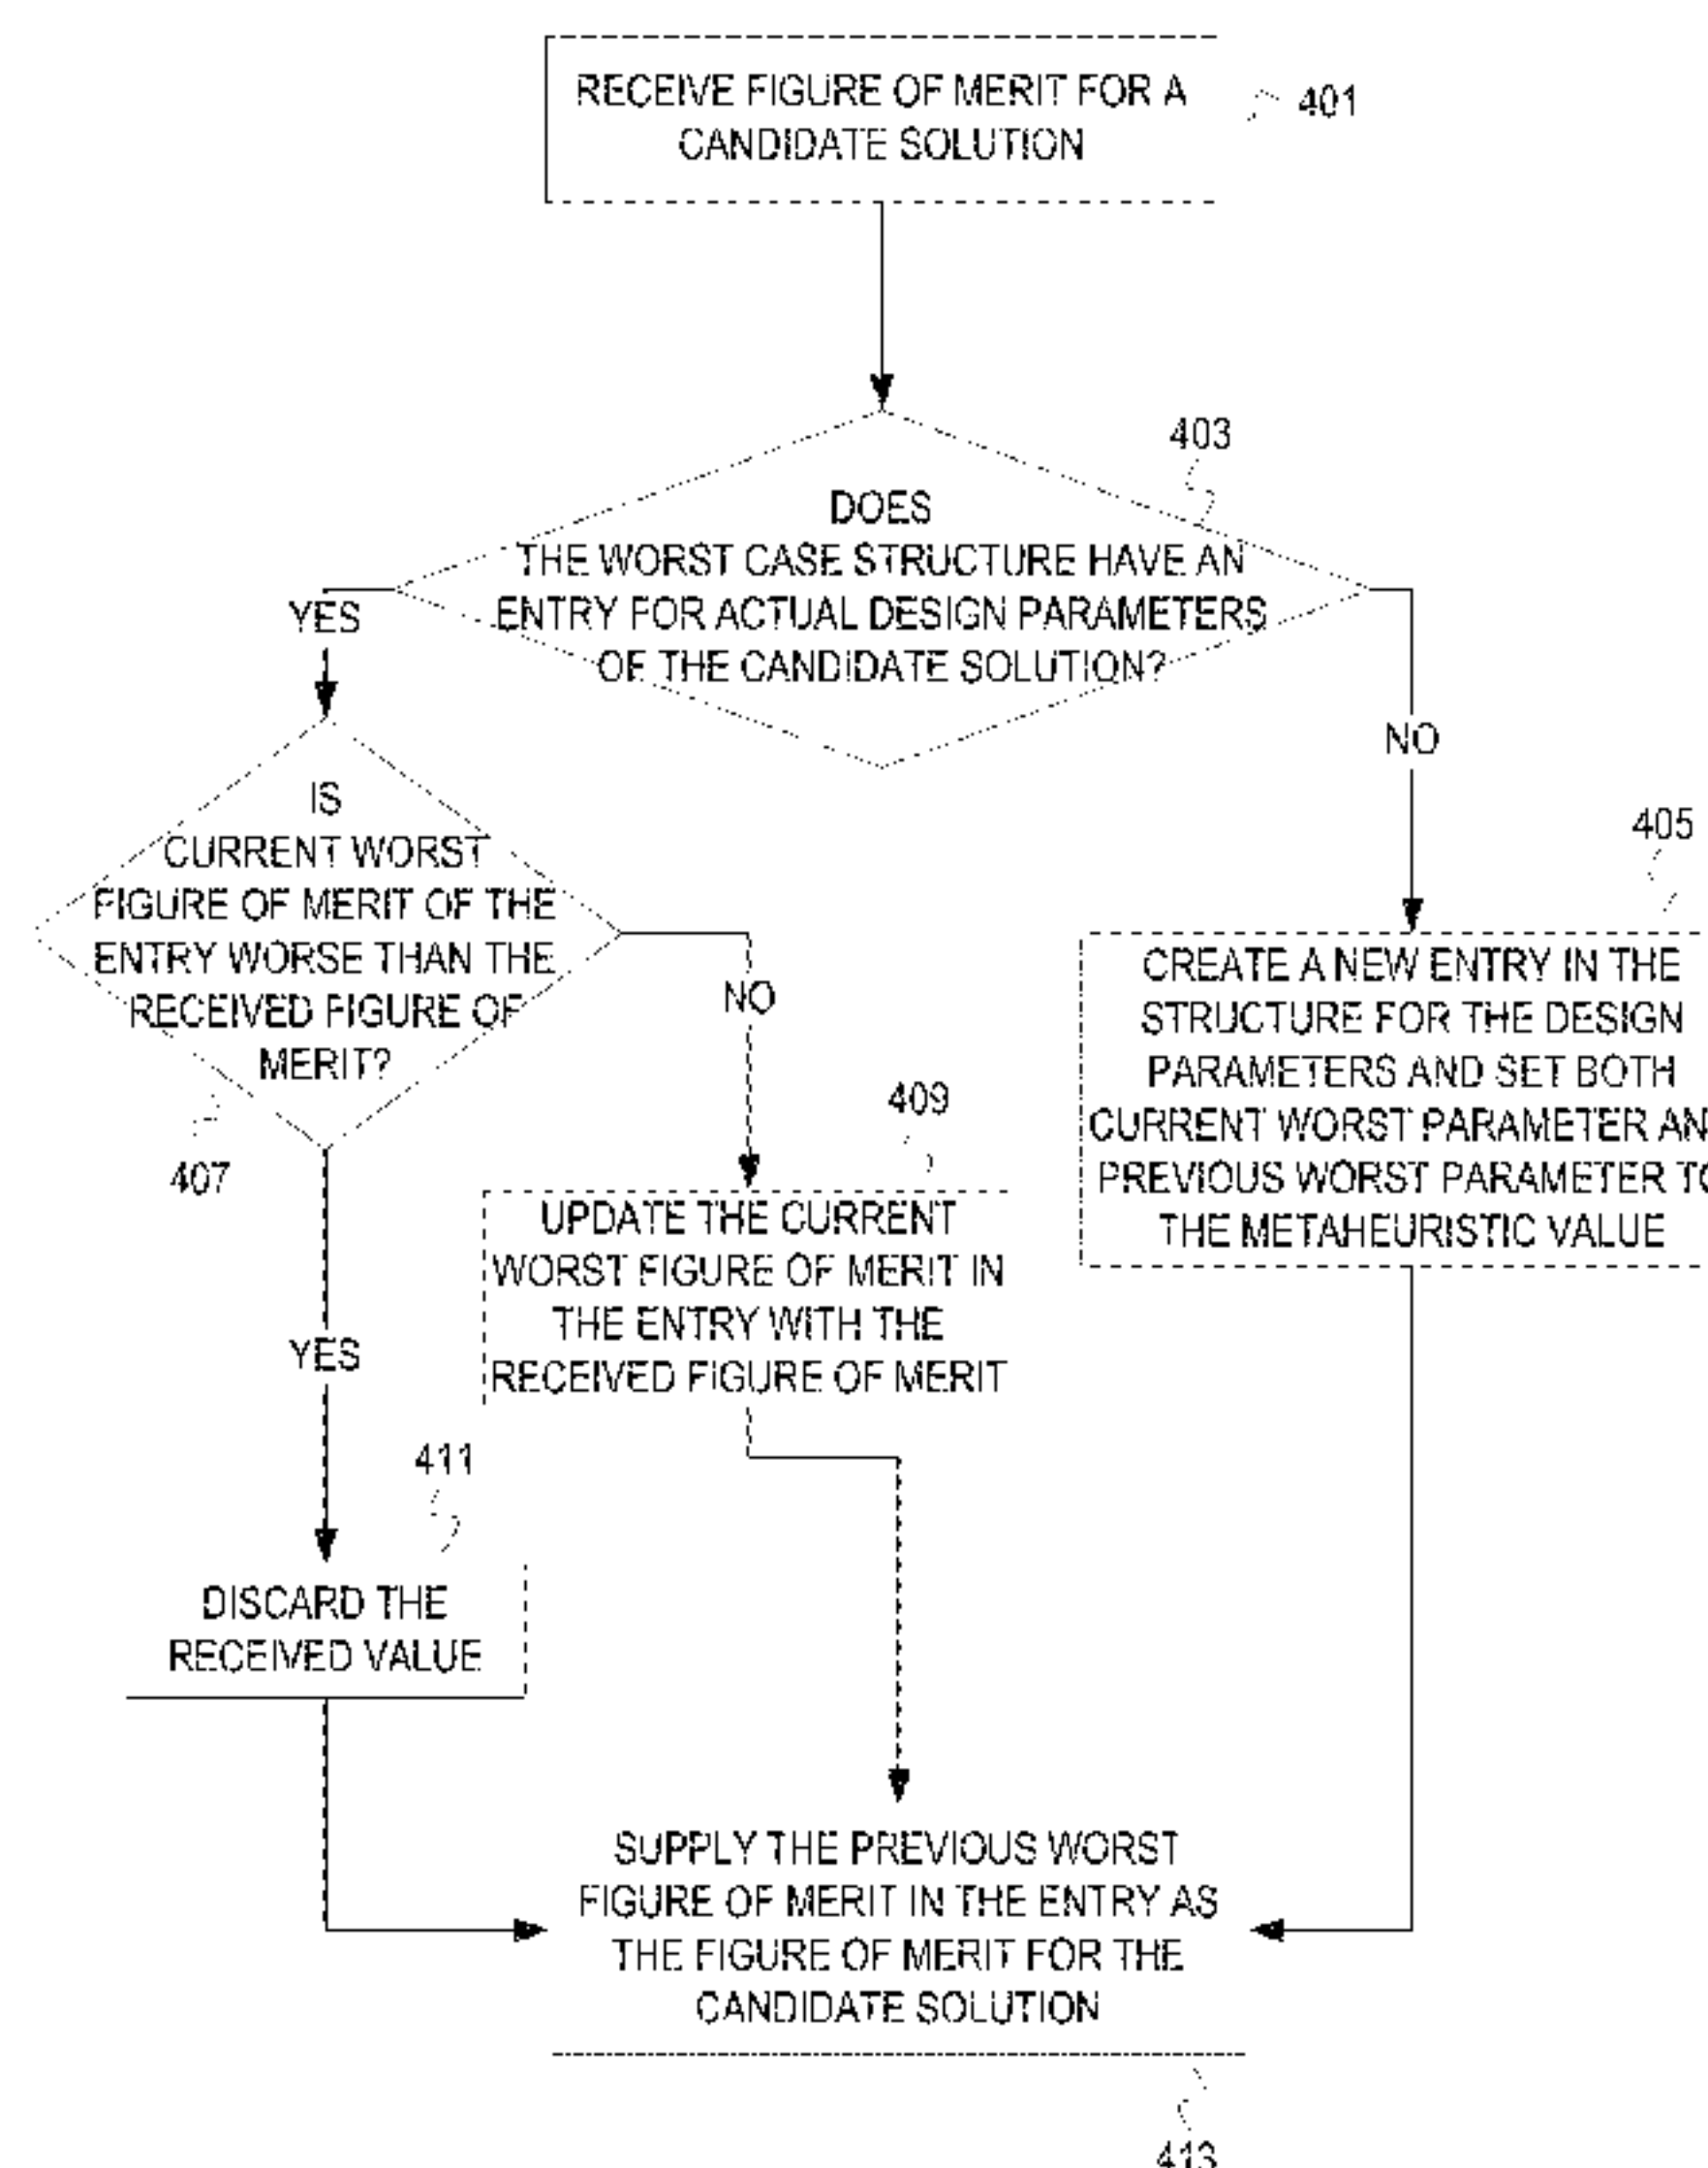 RECEIVE FIGURE OF MERIT FOR A
CANDIDATE SOLUTION
401
403
DOES
THE WORST CASE STRUCTURE HAVE AN
ENTRY FOR ACTUAL DESIGN PARAMETERS
OF THE CANDIDATE SOLUTION?
YES
NO
IS
CURRENT WORST
FIGURE OF MERIT OF THE
ENTRY WORSE THAN THE
RECEIVED FIGURE OF
MERIT?
407
NO
405
CREATE A NEW ENTRY IN THE
STRUCTURE FOR THE DESIGN
PARAMETERS AND SET BOTH
CURRENT WORST PARAMETER AN
PREVIOUS WORST PARAMETER TO
THE METAHEURISTIC VALUE
409
UPDATE THE CURRENT
WORST FIGURE OF MERIT IN
THE ENTRY WITH THE
RECEIVED FIGURE OF MERIT
YES
411
DISCARD THE
RECEIVED VALUE
SUPPLY THE PREVIOUS WORST
FIGURE OF MERIT IN THE ENTRY AS
THE FIGURE OF MERIT FOR THE
CANDIDATE SOLUTION
413